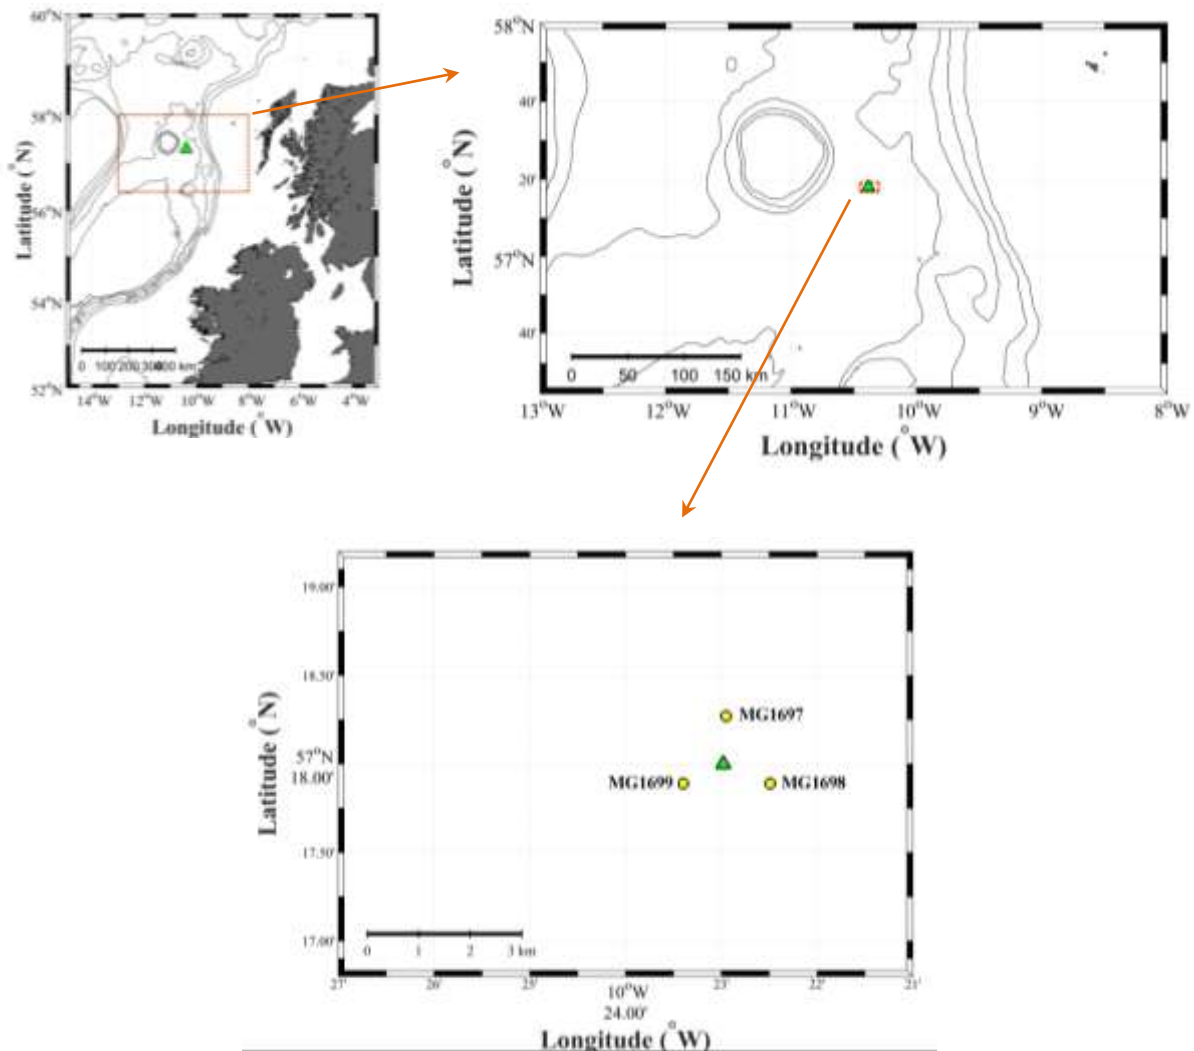 60°N
58°N
56°N
54°N
52°N
Latitude (°N)
0 100 200 300 400 km
14°W 12°W 10°W 8°W 6°W 4°W
Longitude (°W)
58°N
40'
20'
57°N
40'
Latitude (°N)
0 50 100 150 km
13°W 12°W 11°W 10°W 9°W 8°W
Longitude (°W)
19.00'
18.50'
57°N
18.00'
17.50'
17.00'
Latitude (°N)
MG1697
MG1699
MG1698
0 1 2 3 km
27' 26' 25' 10°W 23' 22' 21'
24.00'
Longitude (°W)